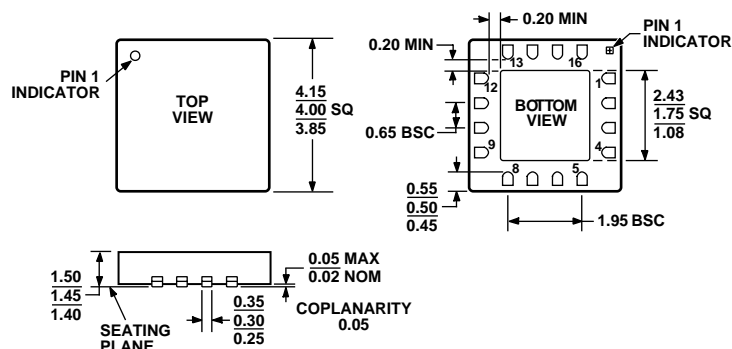 PIN 1
INDICATOR
TOP
VIEW
4.15
4.00 SQ
3.85
0.20 MIN
0.20 MIN
PIN 1
INDICATOR
13
16
12
1
BOTTOM
VIEW
0.65 BSC
9
4
8
5
2.43
1.75 SQ
1.08
0.55
0.50
0.45
1.95 BSC
1.50
1.45
1.40
SEATING
PLANE
0.05 MAX
0.02 NOM
0.35
0.30
0.25
COPLANARITY
0.05